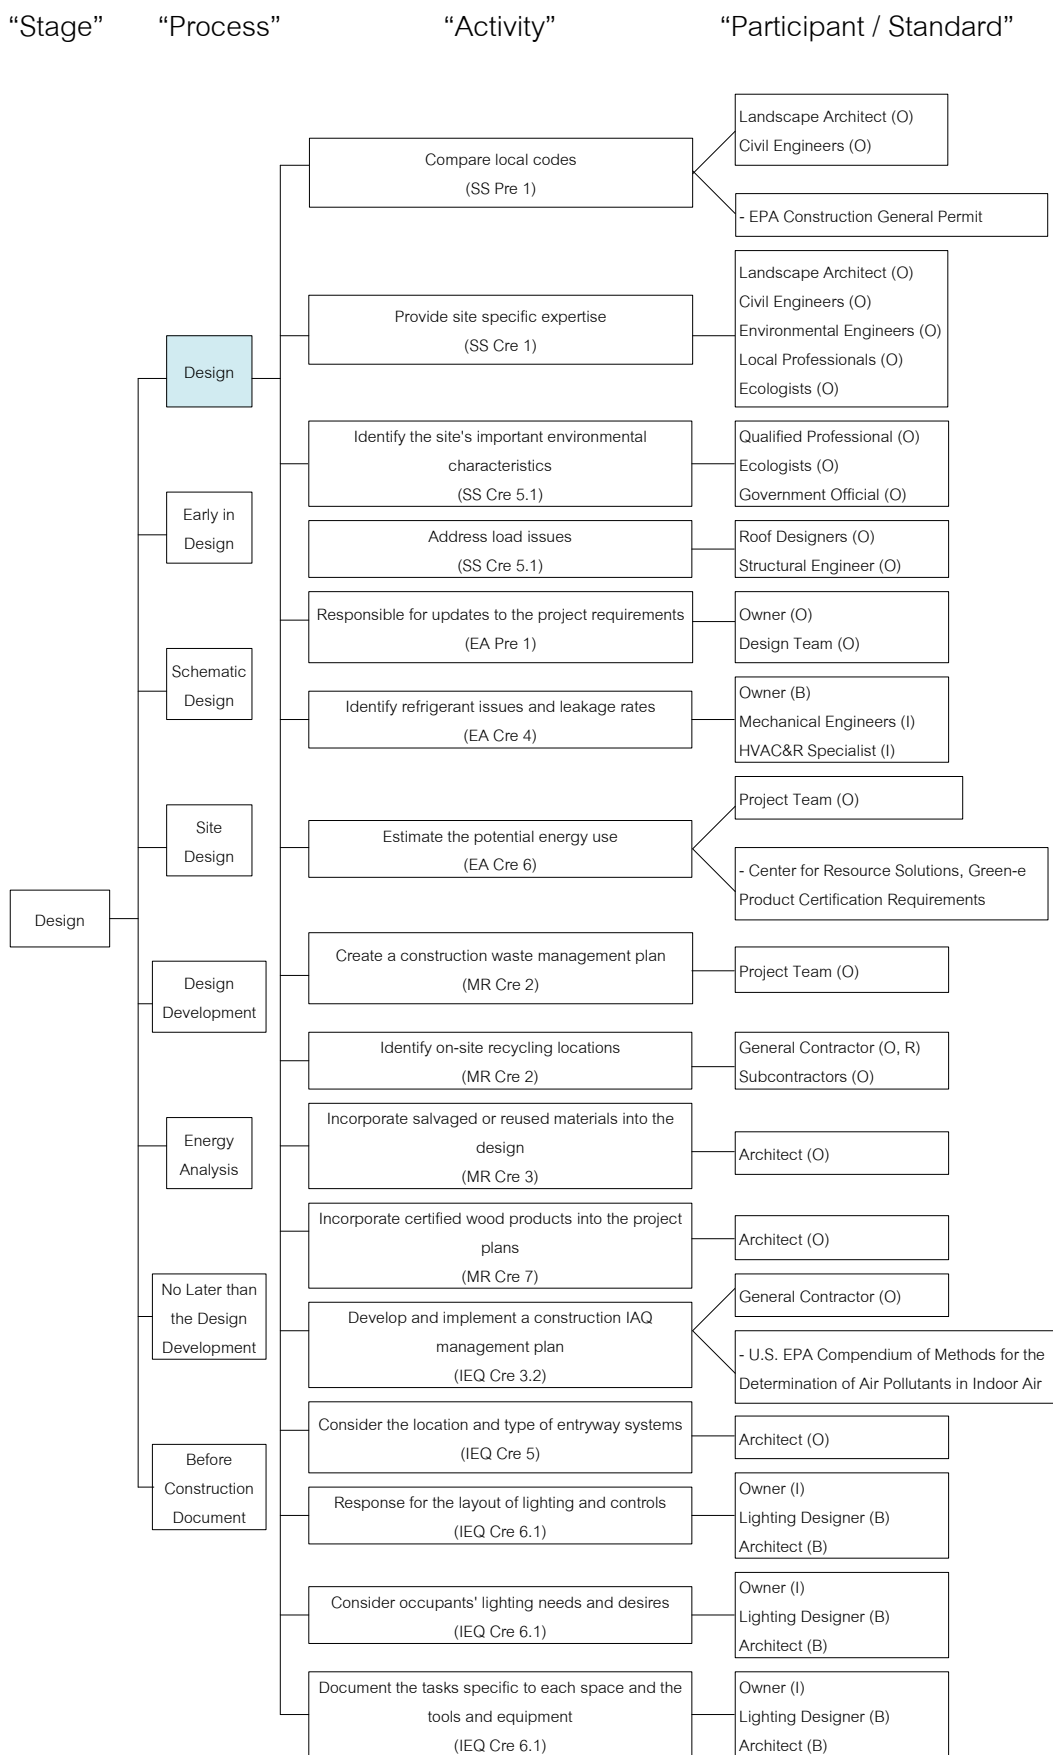 “Stage”
“Process”
“Activity”
“Participant / Standard”
Design
Design
Early in
Design
Schematic
Design
Site
Design
Design
Development
Energy
Analysis
No Later than
the Design
Development
Before
Construction
Document
Compare local codes
(SS Pre 1)
Landscape Architect (O)
Civil Engineers (O)
- EPA Construction General Permit
Provide site specific expertise
(SS Cre 1)
Landscape Architect (O)
Civil Engineers (O)
Environmental Engineers (O)
Local Professionals (O)
Ecologists (O)
Identify the site's important environmental
characteristics
(SS Cre 5.1)
Qualified Professional (O)
Ecologists (O)
Government Official (O)
Address load issues
(SS Cre 5.1)
Roof Designers (O)
Structural Engineer (O)
Responsible for updates to the project requirements
(EA Pre 1)
Owner (O)
Design Team (O)
Identify refrigerant issues and leakage rates
(EA Cre 4)
Owner (B)
Mechanical Engineers (I)
HVAC&R Specialist (I)
Estimate the potential energy use
(EA Cre 6)
Project Team (O)
- Center for Resource Solutions, Green-e
Product Certification Requirements
Create a construction waste management plan
(MR Cre 2)
Project Team (O)
Identify on-site recycling locations
(MR Cre 2)
General Contractor (O, R)
Subcontractors (O)
Incorporate salvaged or reused materials into the
design
(MR Cre 3)
Architect (O)
Incorporate certified wood products into the project
plans
(MR Cre 7)
Architect (O)
Develop and implement a construction IAQ
management plan
(IEQ Cre 3.2)
General Contractor (O)
- U.S. EPA Compendium of Methods for the
Determination of Air Pollutants in Indoor Air
Consider the location and type of entryway systems
(IEQ Cre 5)
Architect (O)
Response for the layout of lighting and controls
(IEQ Cre 6.1)
Owner (I)
Lighting Designer (B)
Architect (B)
Consider occupants' lighting needs and desires
(IEQ Cre 6.1)
Owner (I)
Lighting Designer (B)
Architect (B)
Document the tasks specific to each space and the
tools and equipment
(IEQ Cre 6.1)
Owner (I)
Lighting Designer (B)
Architect (B)